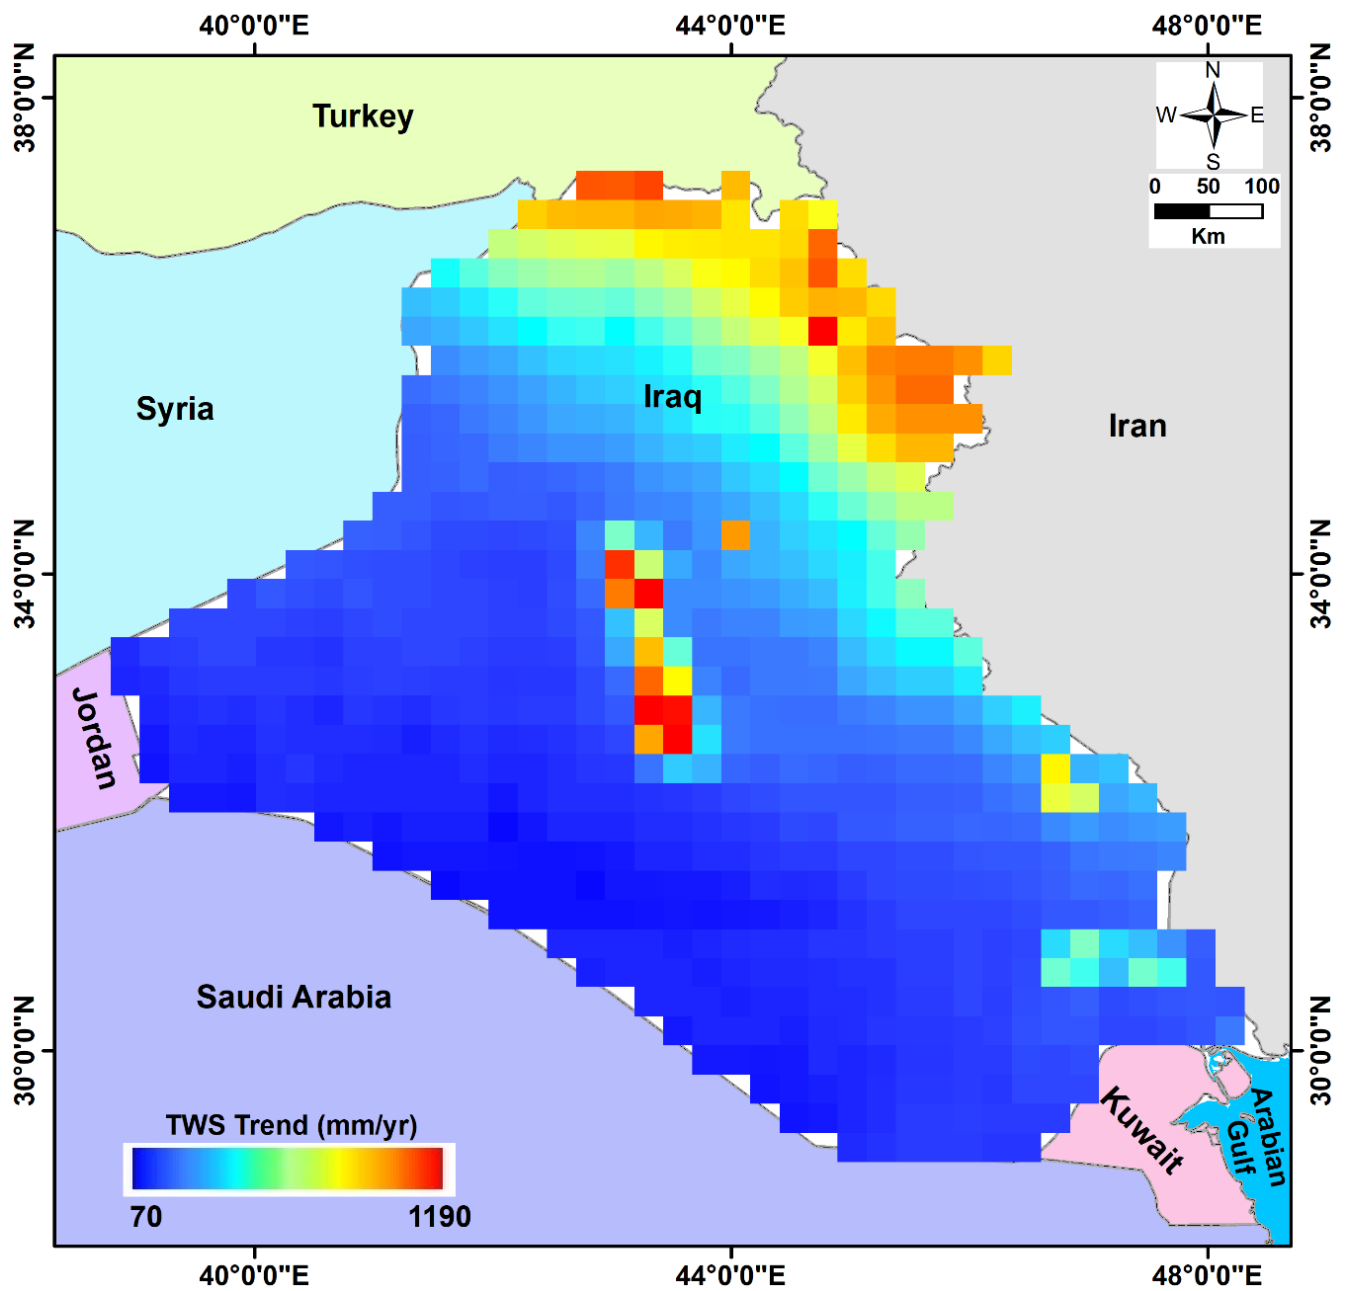 40°0'0"E
44°0'0"E
48°0'0"E
38°0'0"N
38°0'0"N
N
W
E
S
Turkey
0
50
100
Km
Syria
Iraq
Iran
34°0'0"N
34°0'0"N
Jordan
Saudi Arabia
30°0'0"N
30°0'0"N
Kuwait
Arabian
Gulf
TWS Trend (mm/yr)
70
1190
40°0'0"E
44°0'0"E
48°0'0"E